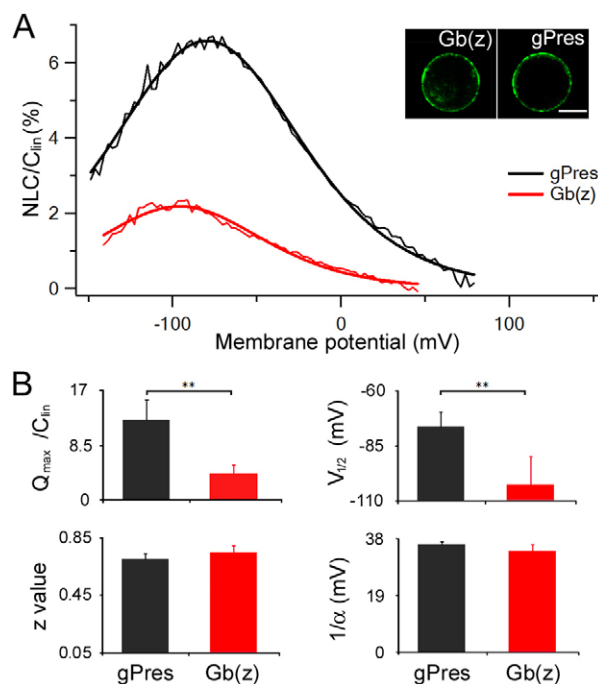 A
NLC/Clin (%)
6
4
2
0
-100
0
100
Membrane potential (mV)
Gb(z)
gPres
gPres
Gb(z)
B
Qmax /Clin
17
8.5
0
**
V1/2 (mV)
-60
-85
-110
**
z value
0.85
0.45
0.05
gPres
Gb(z)
1/α (mV)
38
19
0
gPres
Gb(z)